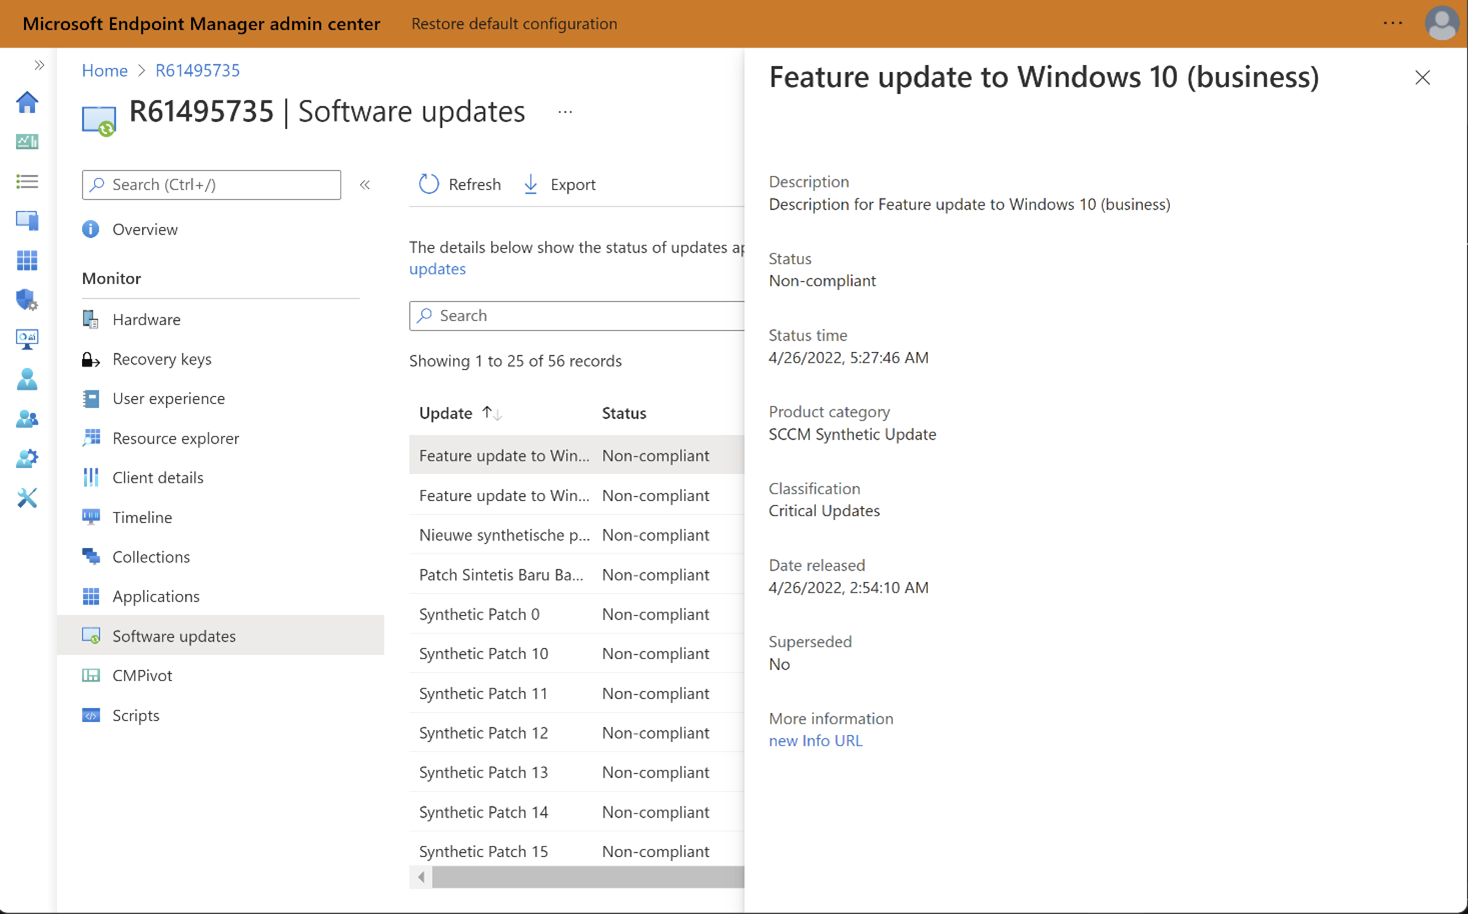 Microsoft Endpoint Manager admin center
Restore default configuration
Home > R61495735
R61495735 | Software updates
Search (Ctrl+/)
Overview
Monitor
Hardware
Recovery keys
User experience
Resource explorer
Client details
Timeline
Collections
Applications
Software updates
CMPivot
Scripts
Refresh
Export
The details below show the status of updates ap
updates
Search
Showing 1 to 25 of 56 records
Update Status
Feature update to Win... Non-compliant
Feature update to Win... Non-compliant
Nieuwe synthetische p... Non-compliant
Patch Sintetis Baru Ba... Non-compliant
Synthetic Patch 0 Non-compliant
Synthetic Patch 10 Non-compliant
Synthetic Patch 11 Non-compliant
Synthetic Patch 12 Non-compliant
Synthetic Patch 13 Non-compliant
Synthetic Patch 14 Non-compliant
Synthetic Patch 15 Non-compliant
Feature update to Windows 10 (business)
Description
Description for Feature update to Windows 10 (business)
Status
Non-compliant
Status time
4/26/2022, 5:27:46 AM
Product category
SCCM Synthetic Update
Classification
Critical Updates
Date released
4/26/2022, 2:54:10 AM
Superseded
No
More information
new Info URL